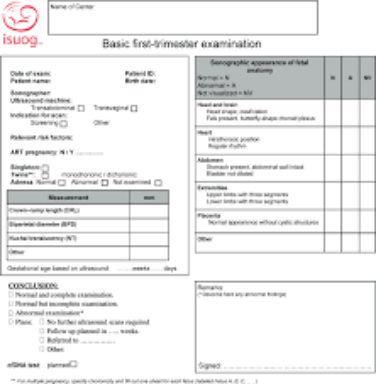 Name of Center
isuog
Basic first-trimester examination
Date of exam: Patient ID:
Patient name: Birth date:
Sonographer:
Ultrasound machine:
Transabdominal Transvaginal
Indication for scan:
Screening Other
Relevant risk factors:
ART pregnancy: N / Y ............
Singleton:
Twins**: monochorionic / dichorionic
Adnexa Normal Abnormal Not examined
Measurement mm
Crown–rump length (CRL)
Biparietal diameter (BPD)
Nuchal translucency (NT)
Other
Gestational age based on ultrasound ...... weeks ..... days
Sonographic appearance of fetal anatomy
Normal = N
Abnormal = A
Not visualized = NV
N A NV
Head and brain
Head shape, ossification
Falx present, butterfly-shape choroid plexus
Heart
Intrathoracic position
Regular rhythm
Abdomen
Stomach present, abdominal cord intact
Bladder not dilated
Extremities
Upper limbs with three segments
Lower limbs with three segments
Placenta
Normal appearance without cystic structures
Other
CONCLUSION:
Normal and complete examination.
Normal but incomplete examination.
Abnormal examination*
Plans: No further ultrasound scans required
Follow up planned in ..... weeks.
Referred to ...............
Other:
cfDNA test planned
Remarks
(* describe here any abnormal findings)
Signed
** For multiple pregnancy, specify chorionicity and fill out one sheet for each fetus (labeled fetus A, B, C, ...)